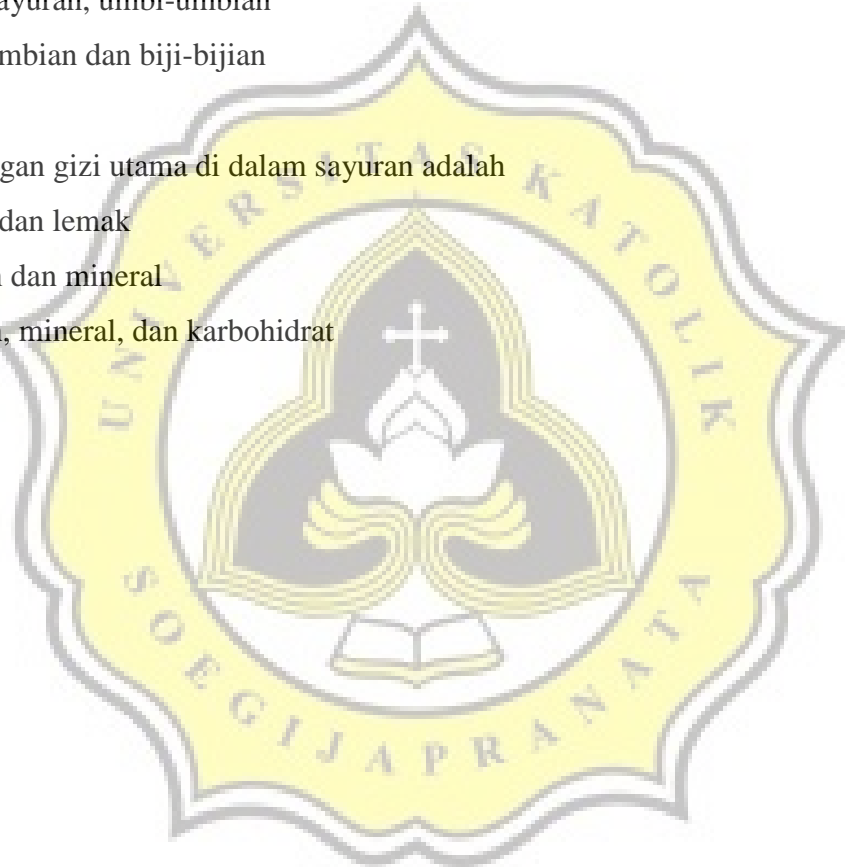 ayuran, umbi-umbian
mbian dan biji-bijian
gan gizi utama di dalam sayuran adalah
dan lemak
n dan mineral
, mineral, dan karbohidrat
UNIVERSITAS KATOLIK
SOEGIJAPRANATA